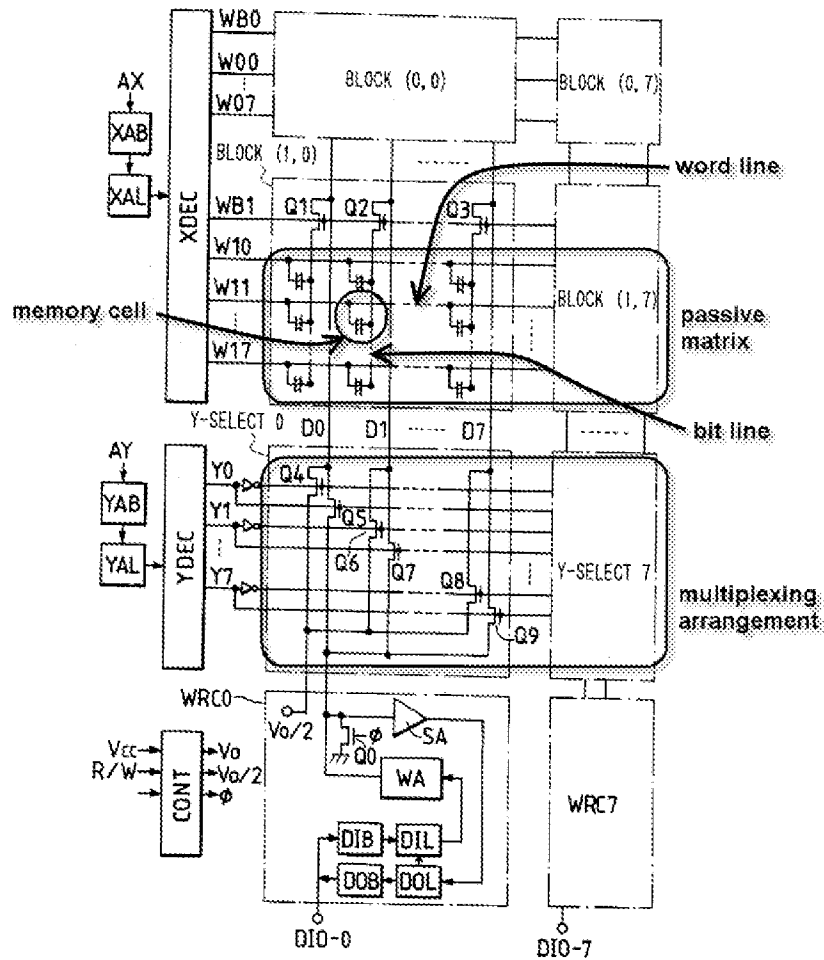 WB0
W00
W07
BLOCK (0,0)
BLOCK (0,7)
AX
XAB
XAL
XDEC
BLOCK (1,0)
word line
WB1
Q1
Q2
Q3
W10
W11
W17
BLOCK (1,7)
memory cell
passive
matrix
bit line
Y-SELECT 0
D0
D1
D7
AY
YAB
YAL
YDEC
Y0
Y1
Y7
Q4
Q5
Q6
Q7
Q8
Q9
Y-SELECT 7
multiplexing
arrangement
WRC0
Vo/2
SA
Q0
ϕ
WA
Vcc
R/W
CONT
Vo
Vo/2
ϕ
DIB
DIL
DOB
DOL
WRC7
DIO-0
DIO-7